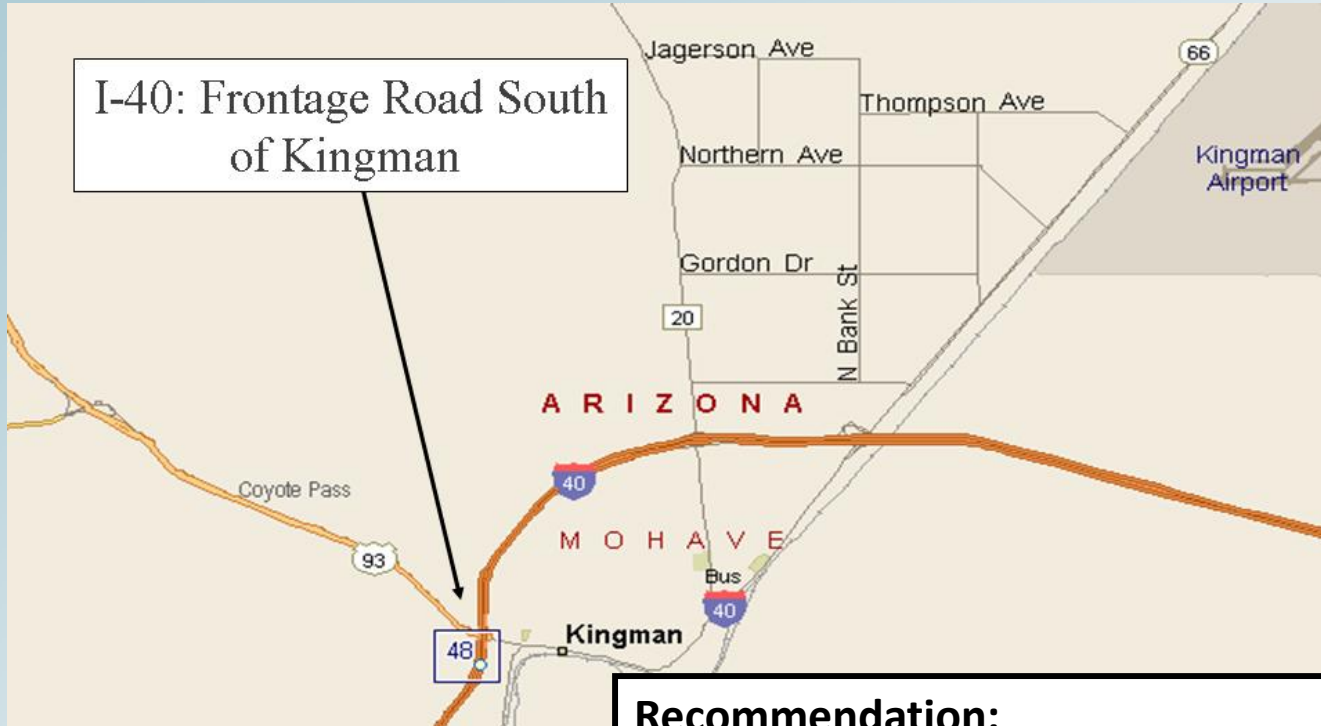 Jagerson Ave
66
I-40: Frontage Road South
of Kingman
Thompson Ave
Northern Ave
Kingman
Airport
Gordon Dr
N Bank St
20
ARIZONA
40
Coyote Pass
MOHAVE
93
Bus
40
Kingman
48
Recommendation: